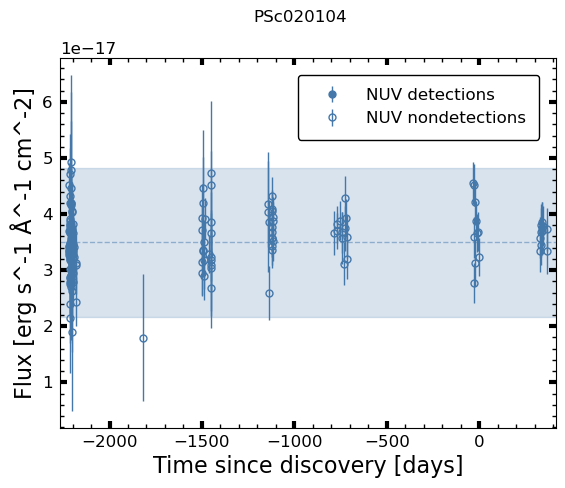 PSc020104
1e−17
NUV detections
NUV nondetections
6
5
4
3
2
1
Flux [erg s^-1 Å^-1 cm^-2]
−2000
−1500
−1000
−500
0
Time since discovery [days]